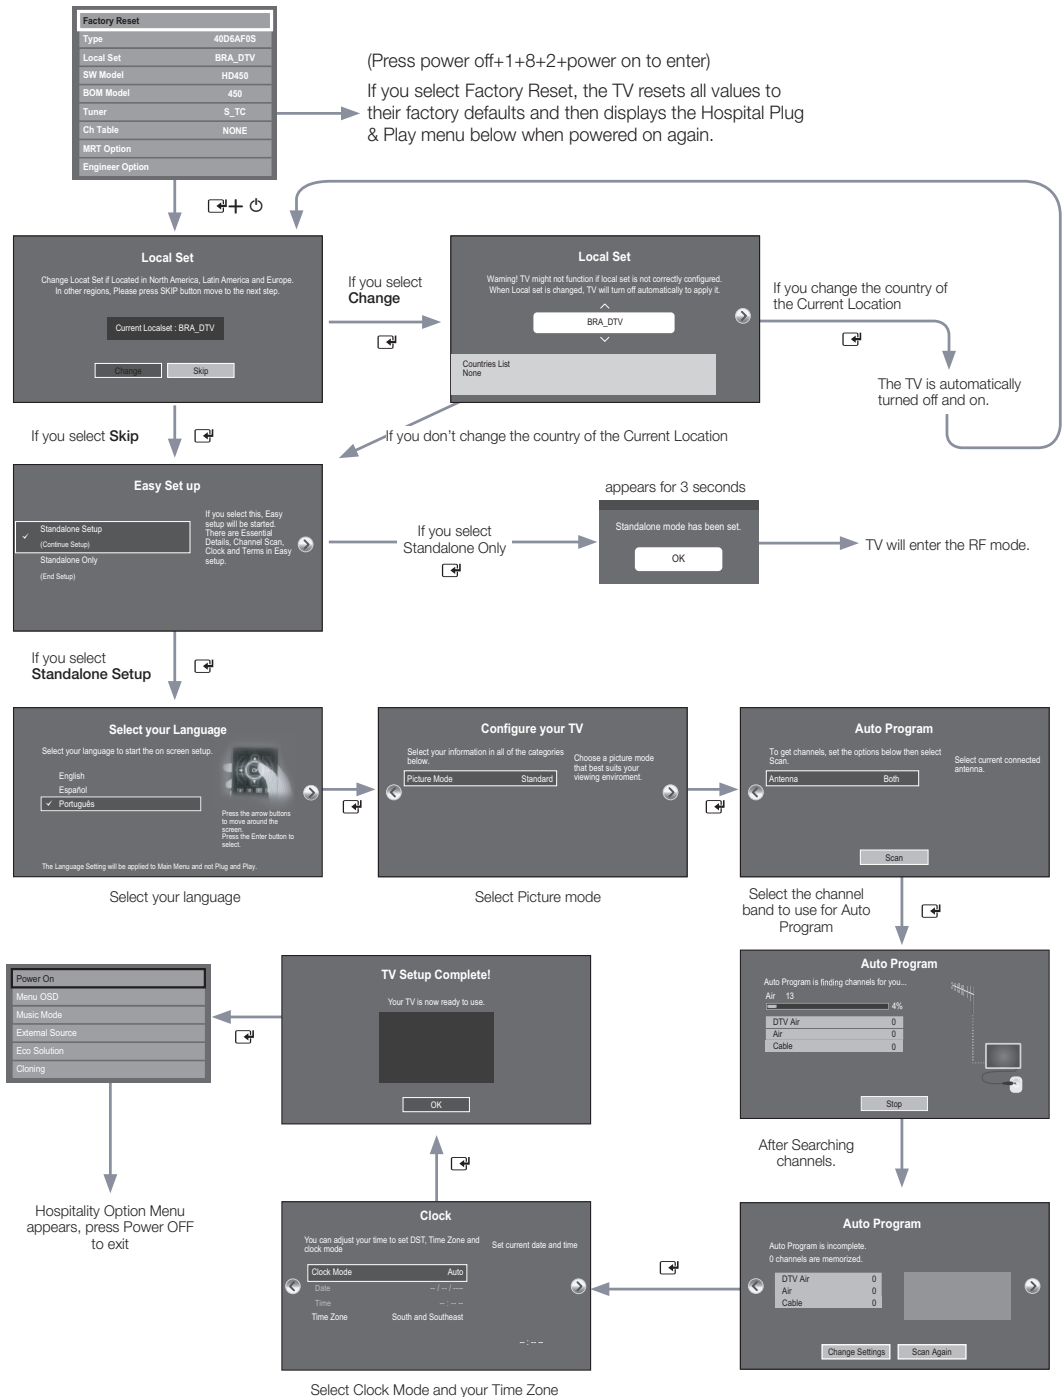 Factory Reset
Type 40D6AF0S
Local Set BRA_DTV
SW Model HD450
BOM Model 450
Tuner S_TC
Ch Table NONE
MRT Option
Engineer Option
(Press power off+1+8+2+power on to enter)
If you select Factory Reset, the TV resets all values to
their factory defaults and then displays the Hospital Plug
& Play menu below when powered on again.
+
Local Set
Change Locat Set if Located in North America, Latin America and Europe.
In other regions, Please press SKIP button move to the next step.
Current Localset : BRA_DTV
Change Skip
If you select
Change
Local Set
Warning! TV might not function if local set is not correctly configured.
When Local set is changed, TV will turn off automatically to apply it.
BRA_DTV
Countries List
None
If you change the country of
the Current Location
The TV is automatically
turned off and on.
If you select Skip
If you don't change the country of the Current Location
Easy Set up
Standalone Setup
(Continue Setup)
Standalone Only
(End Setup)
If you select this, Easy
setup will be started.
There are Essential
Details, Channel Scan,
Clock and Terms in Easy
setup.
If you select
Standalone Only
appears for 3 seconds
Standalone mode has been set.
OK
TV will enter the RF mode.
If you select
Standalone Setup
Select your Language
Select your language to start the on screen setup.
English
Español
Português
Press the arrow buttons
to move around the
screen.
Press the Enter button to
select.
The Language Setting will be applied to Main Menu and not Plug and Play.
Select your language
Configure your TV
Select your information in all of the categories
below.
Picture Mode Standard
Choose a picture mode
that best suits your
viewing enviroment.
Select Picture mode
Auto Program
To get channels, set the options below then select
Scan.
Antenna Both
Select current connected
antenna.
Scan
Select the channel
band to use for Auto
Program
Auto Program
Auto Program is finding channels for you...
Air 13
4%
DTV Air 0
Air 0
Cable 0
Stop
After Searching
channels.
Auto Program
Auto Program is incomplete.
0 channels are memorized.
DTV Air 0
Air 0
Cable 0
Change Settings Scan Again
Clock
You can adjust your time to set DST, Time Zone and
clock mode
Set current date and time
Clock Mode Auto
Date -- / -- / ----
Time -- : -- --
Time Zone South and Southeast
-- : -- --
Select Clock Mode and your Time Zone
TV Setup Complete!
Your TV is now ready to use.
OK
Power On
Menu OSD
Music Mode
External Source
Eco Solution
Cloning
Hospitality Option Menu
appears, press Power OFF
to exit